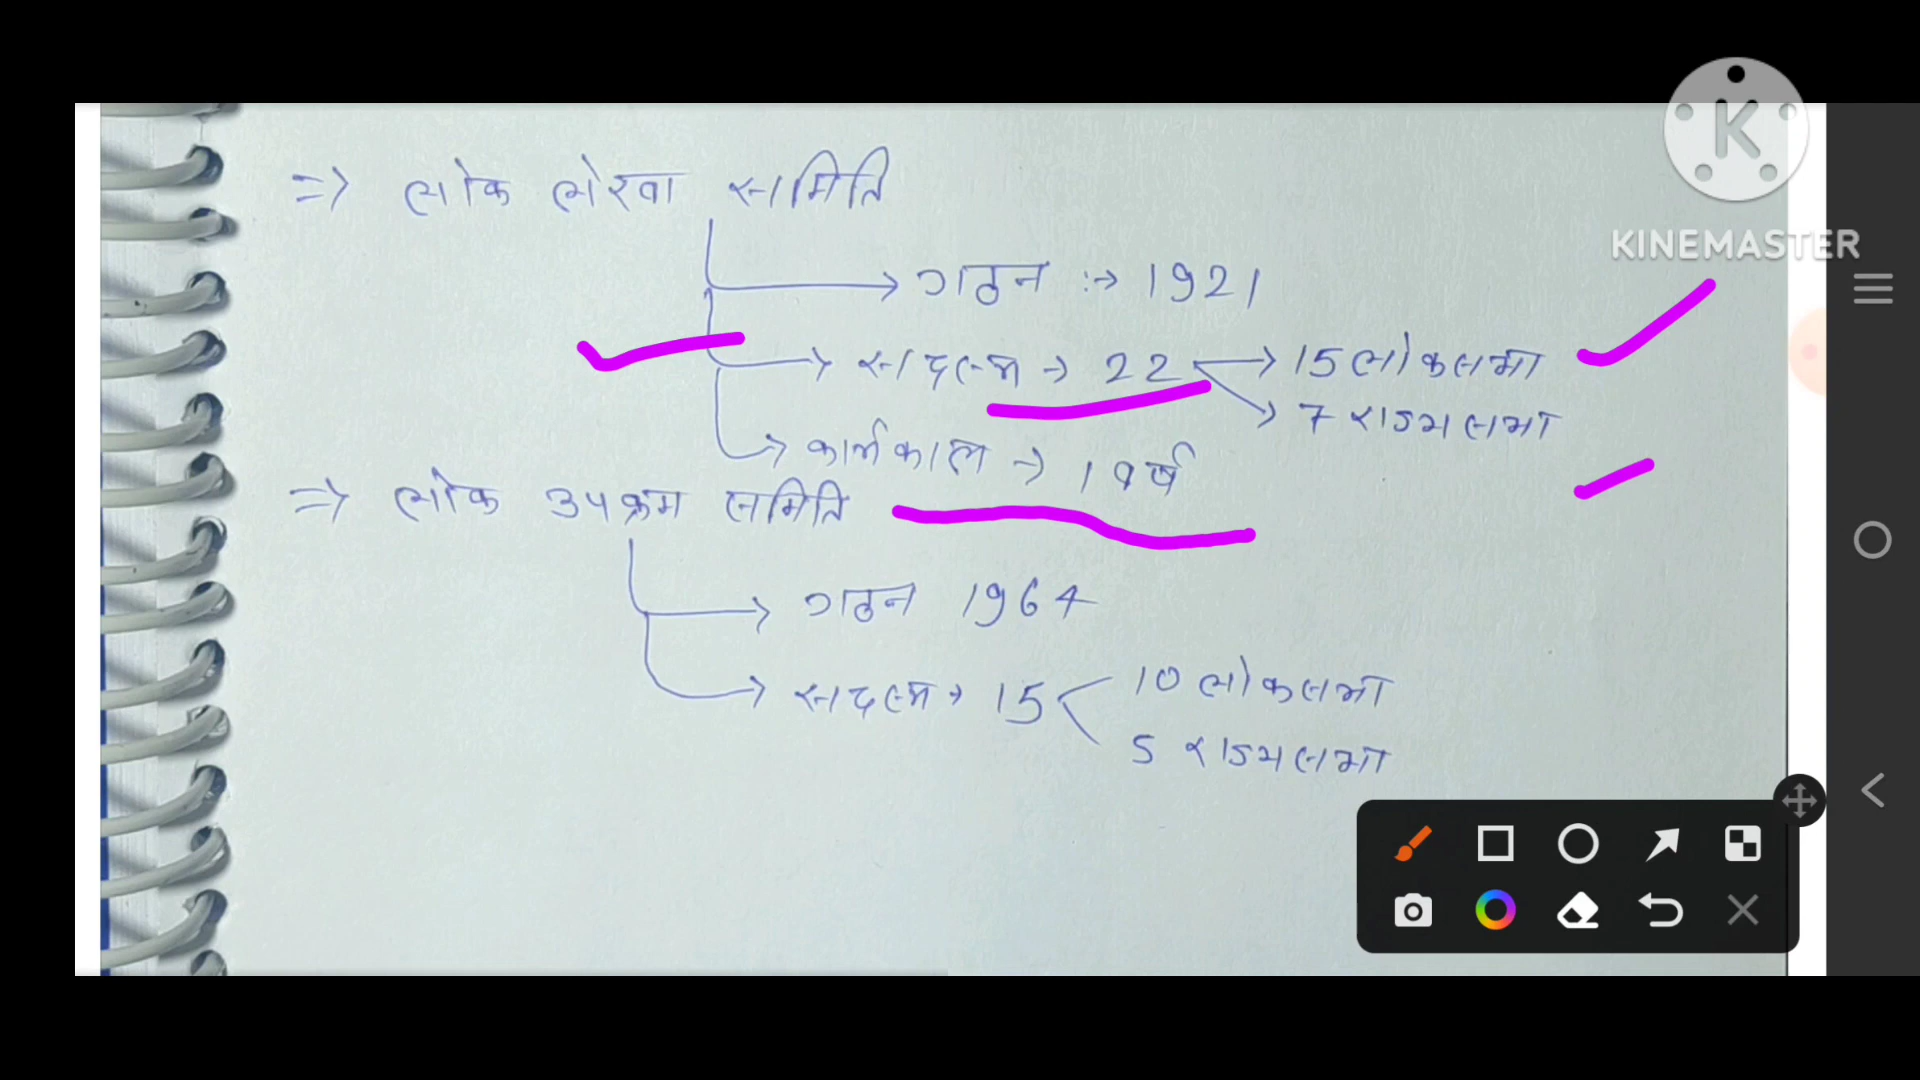 => लोक लेखा समिति
K
KINEMASTER
→ गठन :→ 1921
→ सदस्य → 22 → 15 लोकसभा
→ 7 राज्यसभा
→ कार्यकाल → 1 वर्ष
=> लोक उपक्रम समिति
→ गठन 1964
→ सदस्य → 15 < 10 लोकसभा
5 राज्यसभा